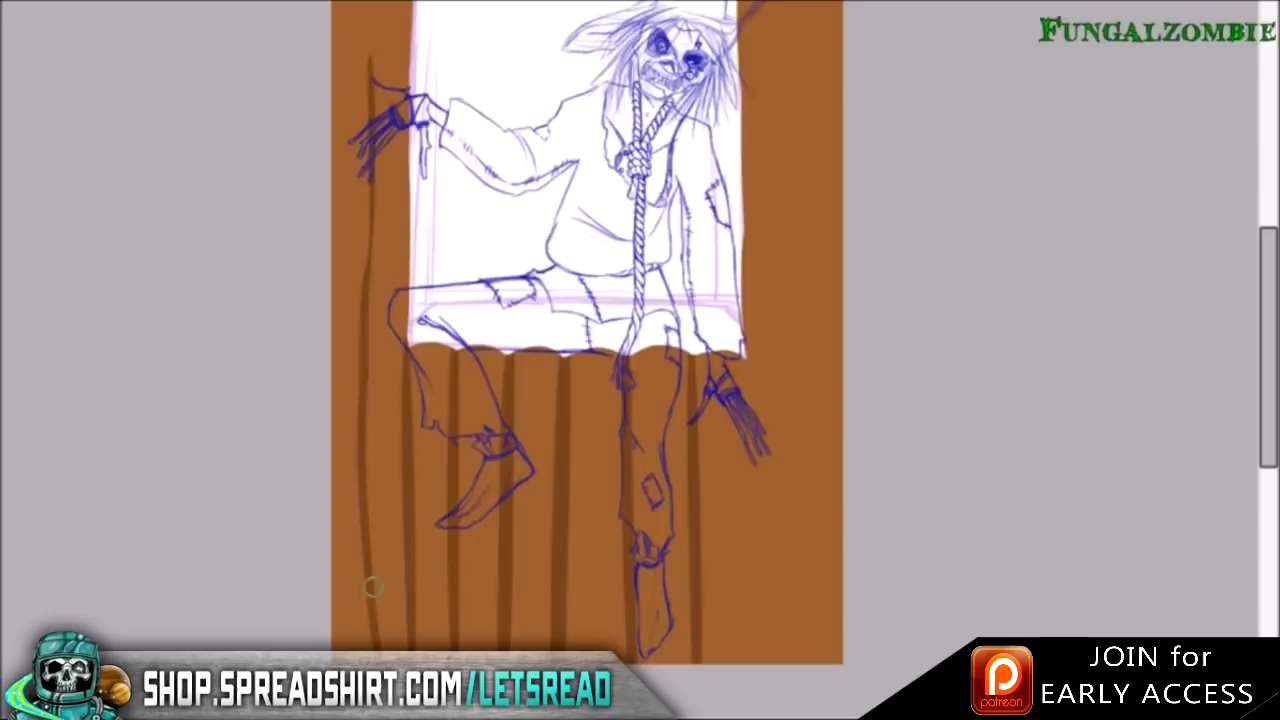 FUNGALZOMBIE
SHOP.SPREADSHIRT.COM/LETSREAD
JOIN for
EARLY ACCESS
patreon